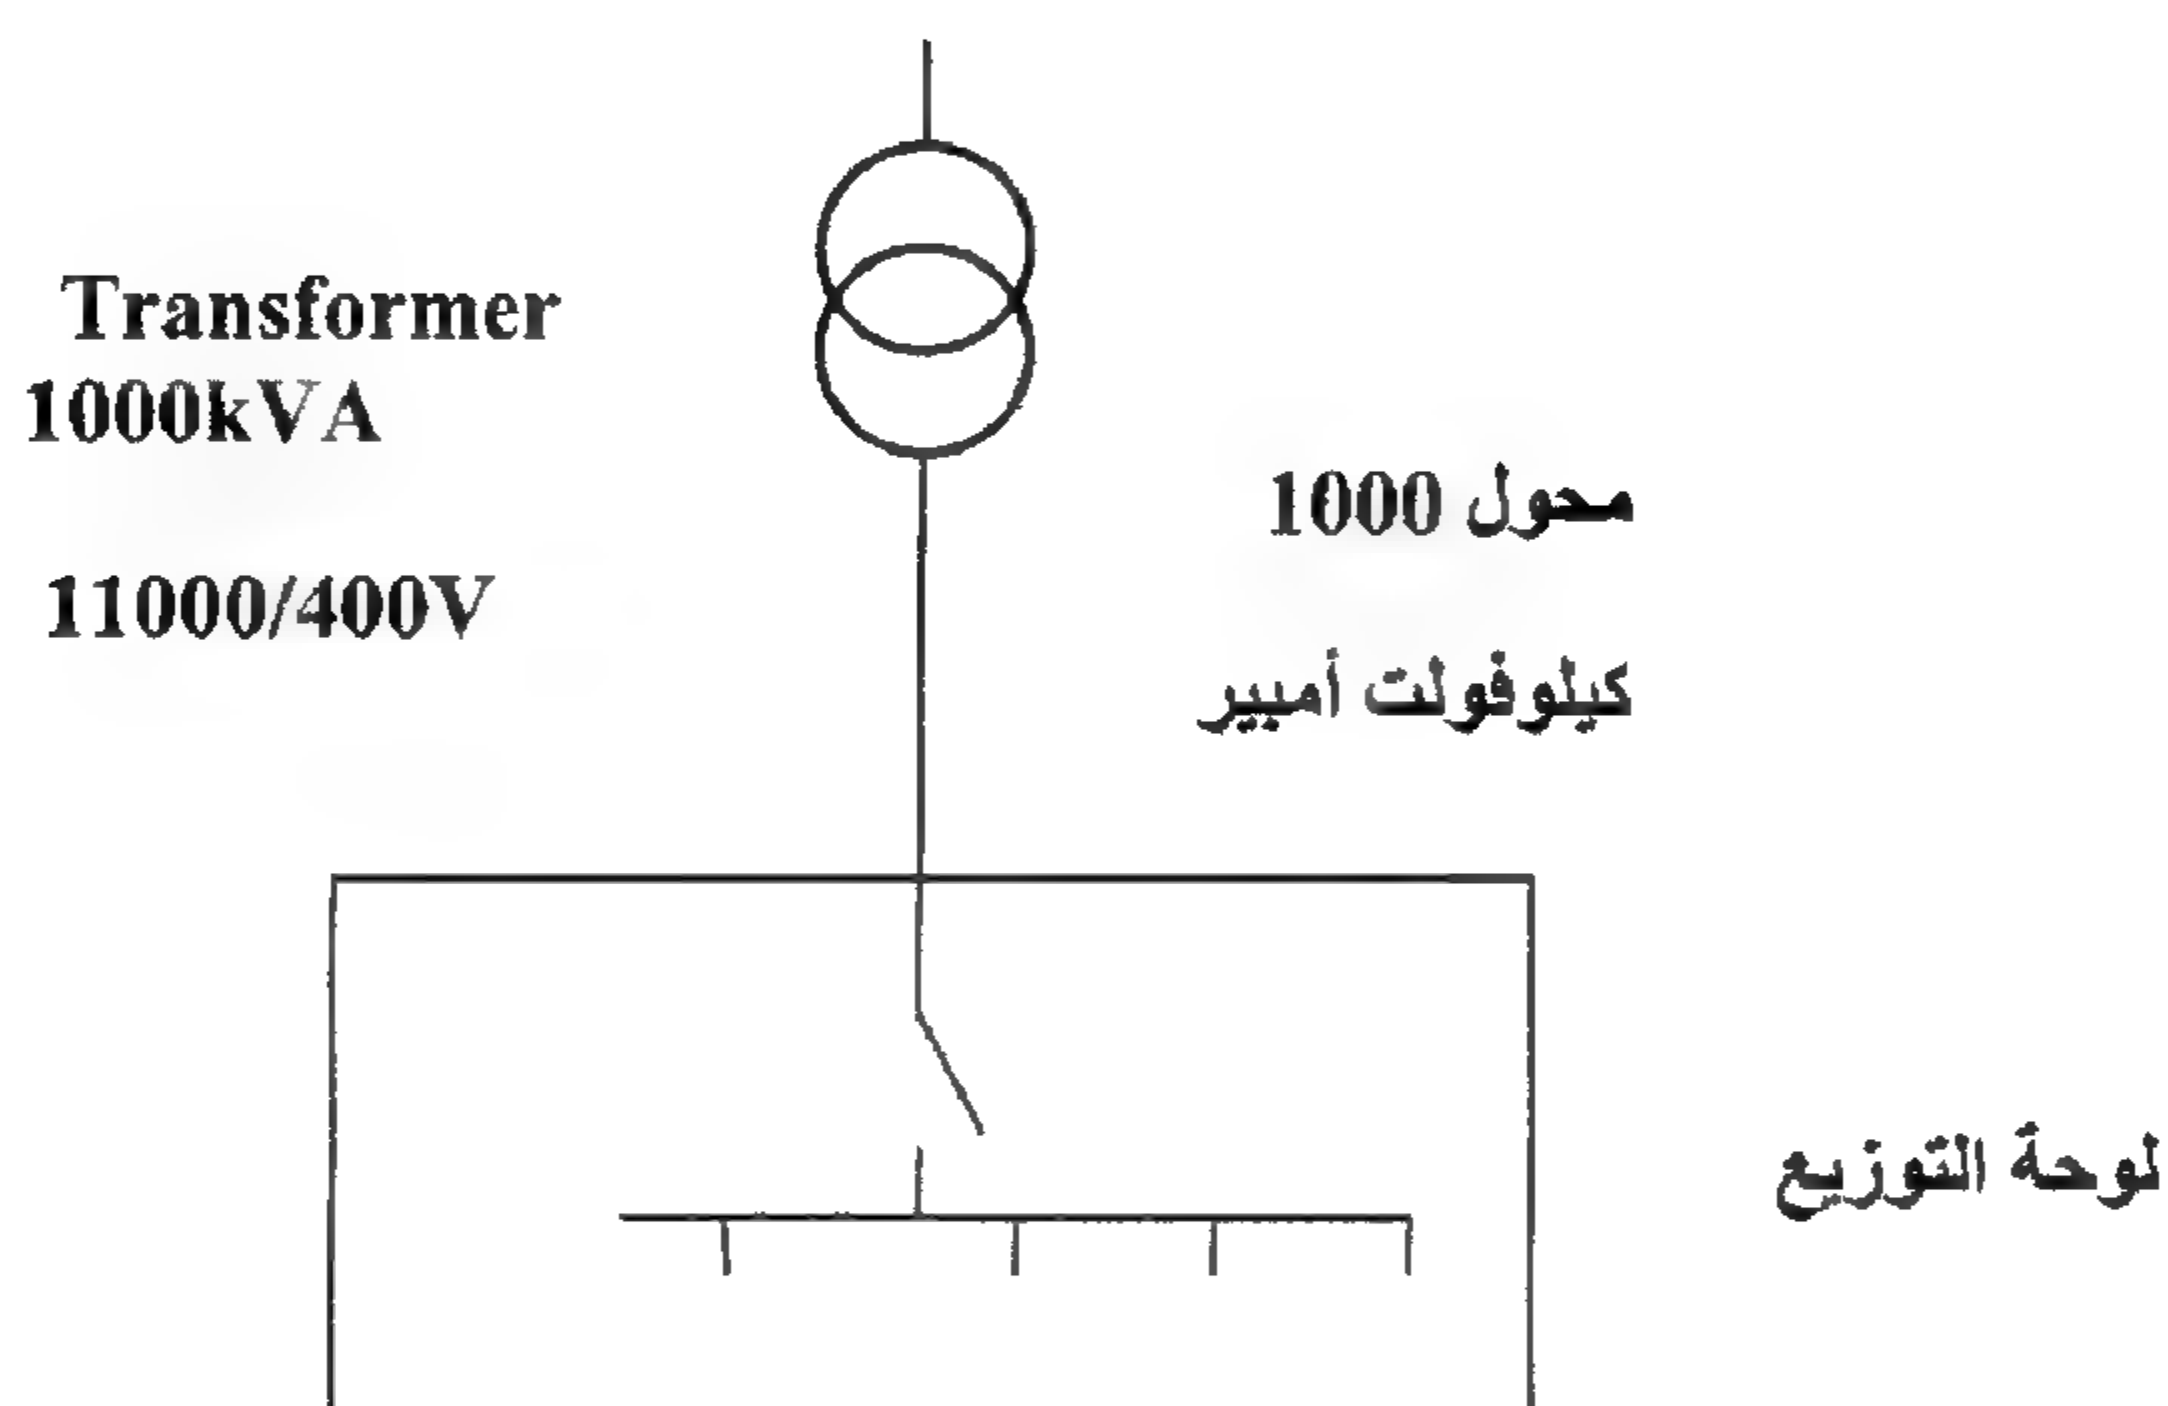 Transformer
1000kVA
11000/400V
محول 1000
كيلوفولت أمبير
لوحة التوزيع